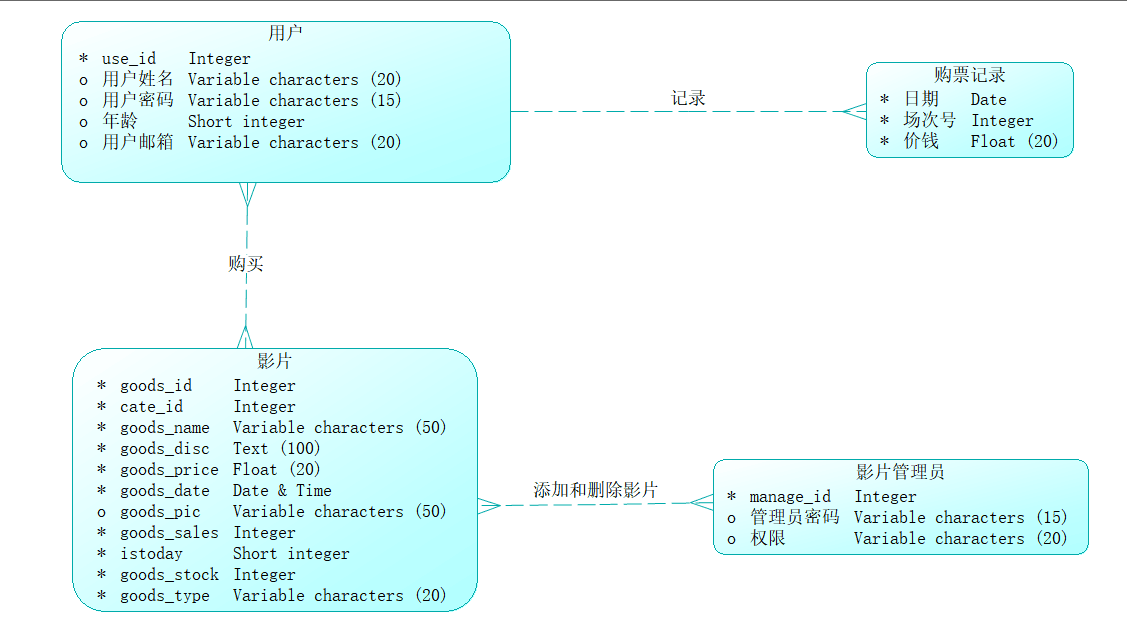 用户
* use_id Integer
o 用户姓名 Variable characters (20)
o 用户密码 Variable characters (15)
o 年龄 Short integer
o 用户邮箱 Variable characters (20)
记录
购票记录
* 日期 Date
* 场次号 Integer
* 价钱 Float (20)
购买
影片
* goods_id Integer
* cate_id Integer
* goods_name Variable characters (50)
* goods_disc Text (100)
* goods_price Float (20)
* goods_date Date & Time
o goods_pic Variable characters (50)
* goods_sales Integer
* istoday Short integer
* goods_stock Integer
* goods_type Variable characters (20)
添加和删除影片
影片管理员
* manage_id Integer
o 管理员密码 Variable characters (15)
o 权限 Variable characters (20)